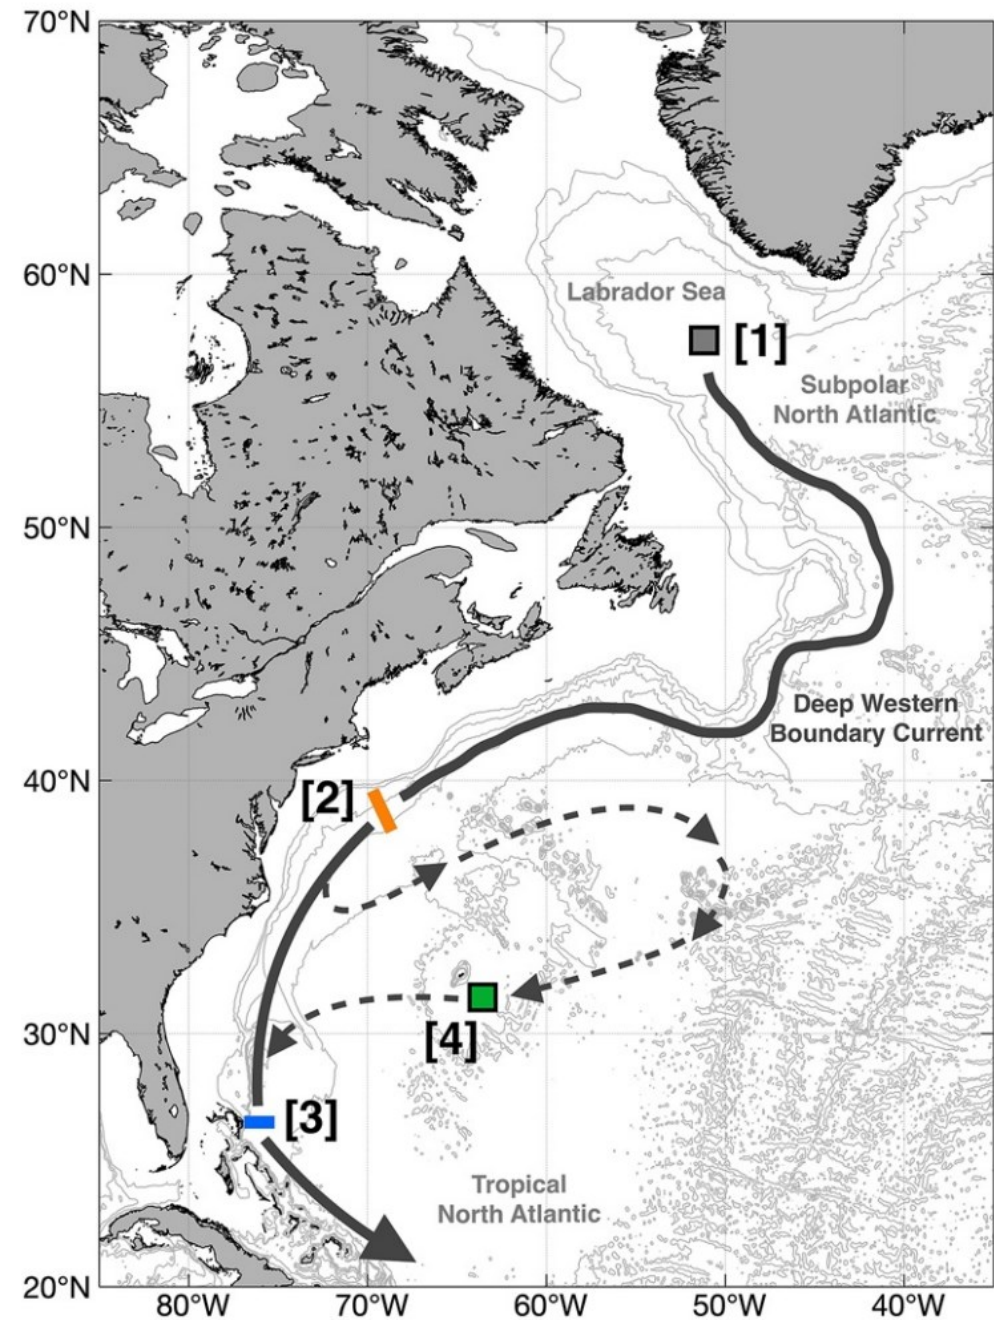 70°N
60°N
Labrador Sea
[1]
Subpolar
North Atlantic
50°N
Deep Western
Boundary Current
40°N
[2]
30°N
[4]
[3]
Tropical
North Atlantic
20°N
80°W
70°W
60°W
50°W
40°W